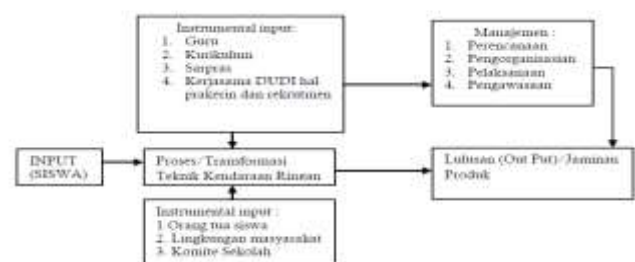 Instrumental input:
1. Guru
2. Kurikulum
3. Sarpras
4. Kerjasama DUDI hal
prakerin dan rekrutmen
Manajemen :
1. Perencanaan
2. Pengorganisasian
3. Pelaksanaan
4. Pengawasan
INPUT
(SISWA)
Proses/Transformasi
Teknik Kendaraan Ringan
Lulusan (Out Put)/Jaminan
Produk
Instrumental input :
1 Orang tua siswa
2. Lingkungan masyarakat
3. Komite Sekolah